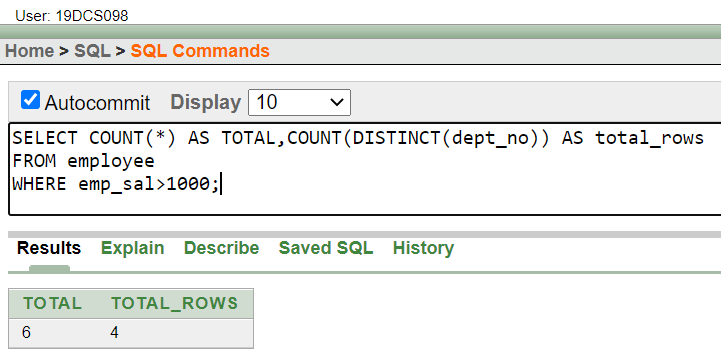 User: 19DCS098
Home > SQL > SQL Commands
Autocommit Display 10
SELECT COUNT(*) AS TOTAL,COUNT(DISTINCT(dept_no)) AS total_rows
FROM employee
WHERE emp_sal>1000;
Results Explain Describe Saved SQL History
TOTAL TOTAL_ROWS
6 4